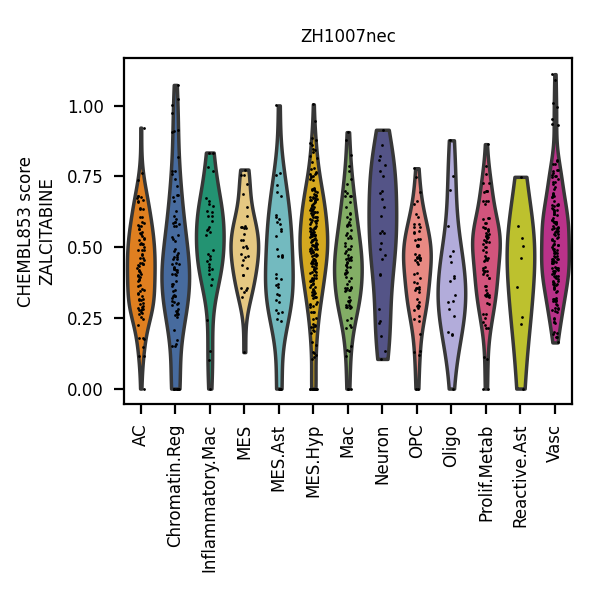 ZH1007nec
CHEMBL853 score
ZALCITABINE
1.00
0.75
0.50
0.25
0.00
AC
Chromatin.Reg
Inflammatory.Mac
MES
MES.Ast
MES.Hyp
Mac
Neuron
OPC
Oligo
Prolif.Metab
Reactive.Ast
Vasc